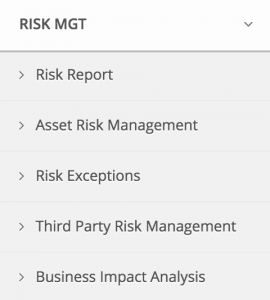 RISK MGT
Risk Report
Asset Risk Management
Risk Exceptions
Third Party Risk Management
Business Impact Analysis